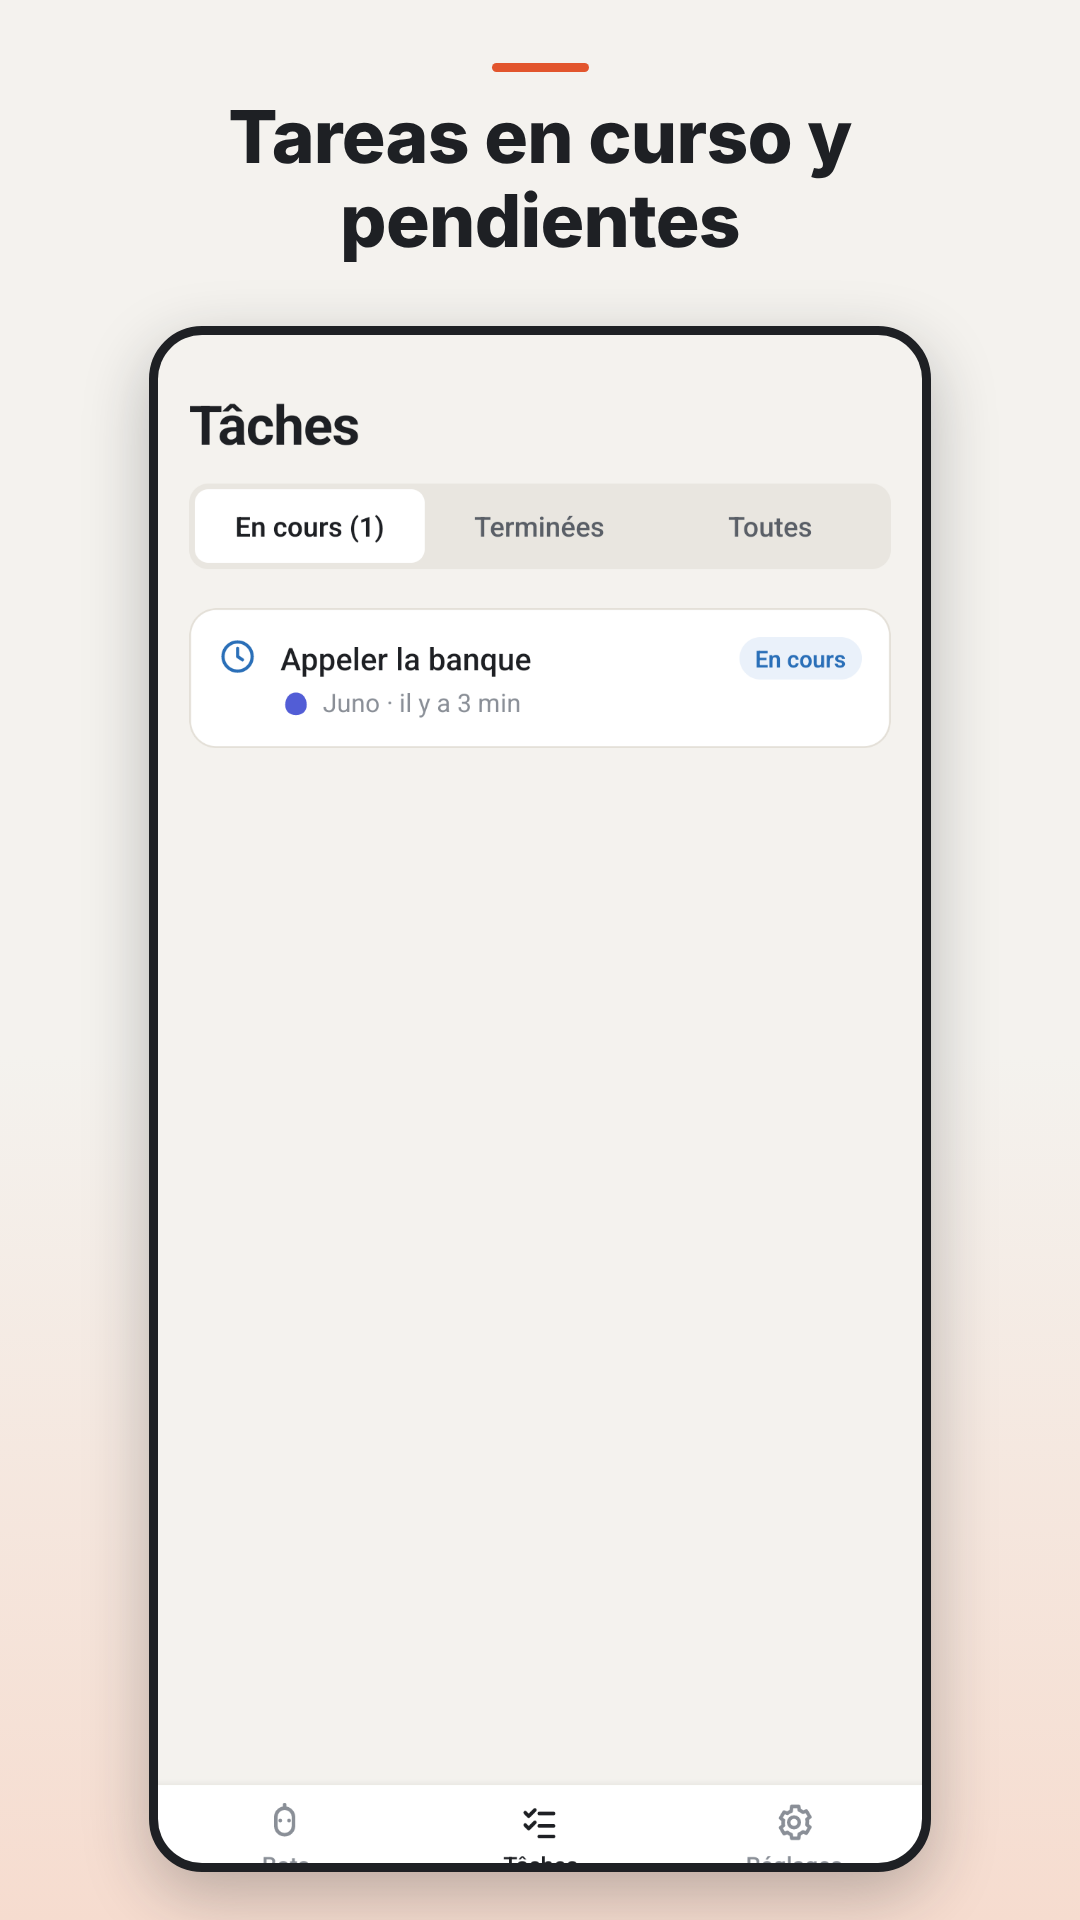 Tareas en curso y
pendientes
Tâches
En cours (1)
Terminées
Toutes
Appeler la banque
En cours
Juno · il y a 3 min
Tâches